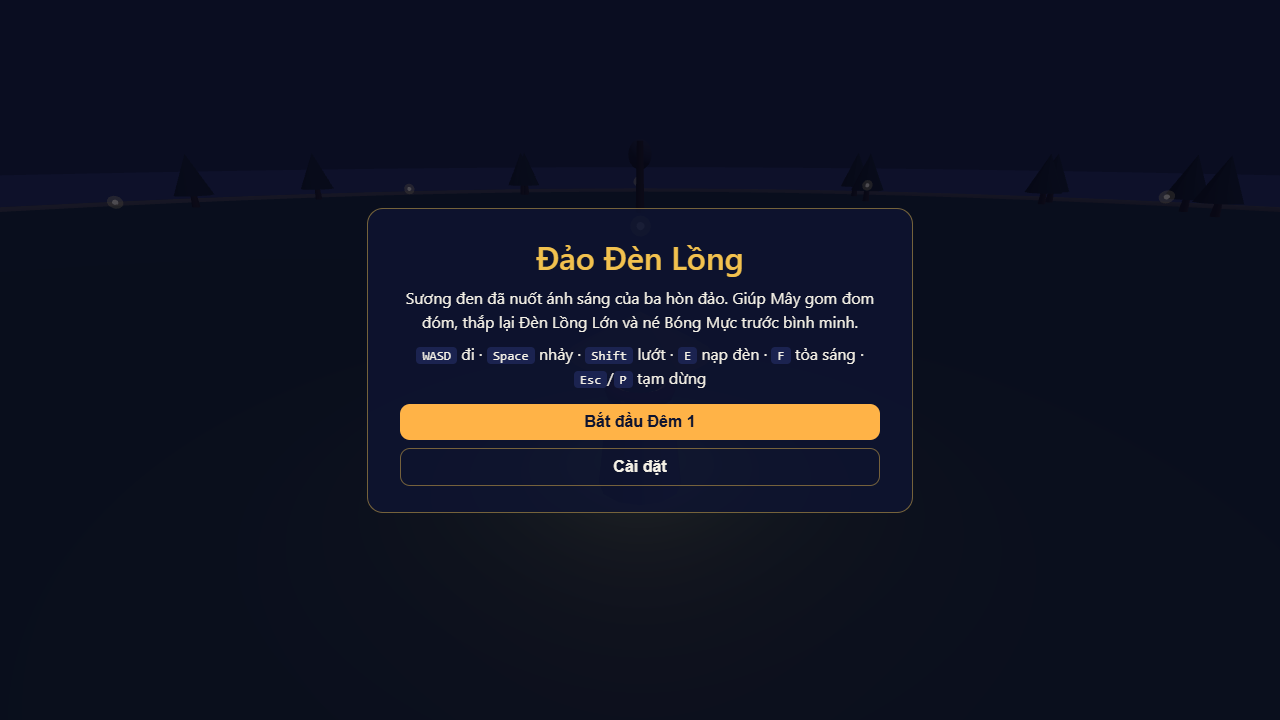 Đảo Đèn Lồng
Sương đen đã nuốt ánh sáng của ba hòn đảo. Giúp Mây gom đom
đóm, thắp lại Đèn Lồng Lớn và né Bóng Mực trước bình minh.
WASD đi · Space nhảy · Shift lướt · E nạp đèn · F tỏa sáng ·
Esc / P tạm dừng
Bắt đầu Đêm 1
Cài đặt